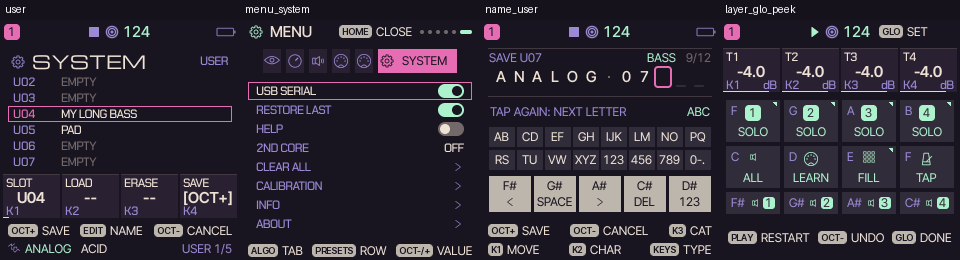 user
1
124
SYSTEM USER
U02 EMPTY
U03 EMPTY
U04 MY LONG BASS
U05 PAD
U06 EMPTY
U07 EMPTY
SLOT LOAD ERASE SAVE
U04 -- -- [OCT+]
K1 K2 K3 K4
OCT+ SAVE EDIT NAME OCT- CANCEL
ANALOG ACID USER 1/5
menu_system
MENU HOME CLOSE
SYSTEM
USB SERIAL
RESTORE LAST
HELP
2ND CORE OFF
CLEAR ALL >
CALIBRATION >
INFO >
ABOUT >
ALGO TAB PRESETS ROW OCT-/+ VALUE
name_user
1
124
SAVE U07 BASS 9/12
ANALOG·07 _ _
TAP AGAIN: NEXT LETTER ABC
AB CD EF GH IJK LM NO PQ
RS TU VW XYZ 123 456 789 0-.
F# G# A# C# D#
< SPACE > DEL 123
OCT+ SAVE OCT- CANCEL K3 CAT
K1 MOVE K2 CHAR KEYS TYPE
layer_glo_peek
1
124 GLO SET
T1 T2 T3 T4
-4.0 -4.0 -4.0 -4.0
K1 dB K2 dB K3 dB K4 dB
F 1 G 2 A 3 B 4
SOLO SOLO SOLO SOLO
C D E F
ALL LEARN FILL TAP
F# 1 G# 2 A# 3 C# 4
PLAY RESTART OCT- UNDO GLO DONE